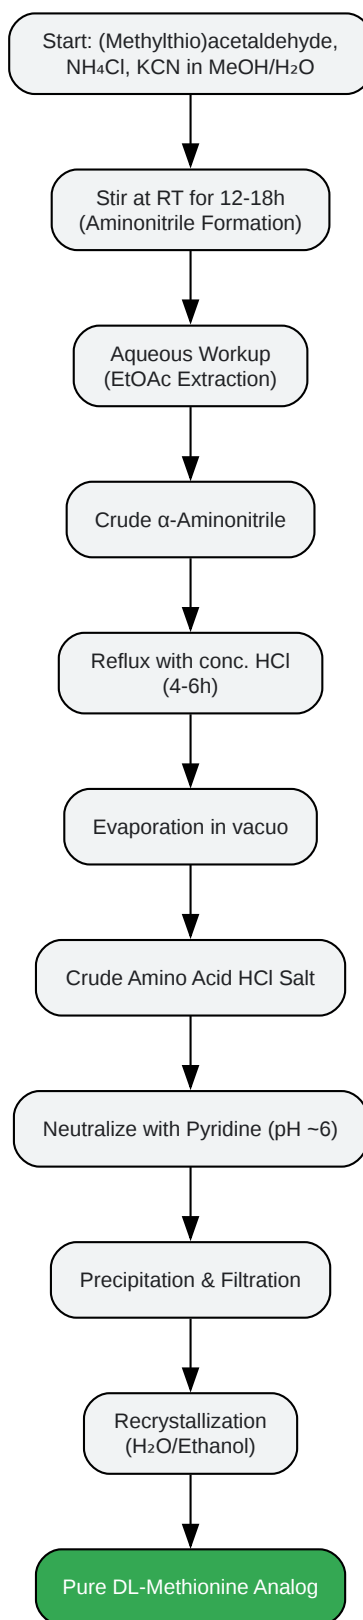 Start: (Methylthio)acetaldehyde,
NH₄Cl, KCN in MeOH/H₂O
Stir at RT for 12-18h
(Aminonitrile Formation)
Aqueous Workup
(EtOAc Extraction)
Crude α-Aminonitrile
Reflux with conc. HCl
(4-6h)
Evaporation in vacuo
Crude Amino Acid HCl Salt
Neutralize with Pyridine (pH ~6)
Precipitation & Filtration
Recrystallization
(H₂O/Ethanol)
Pure DL-Methionine Analog